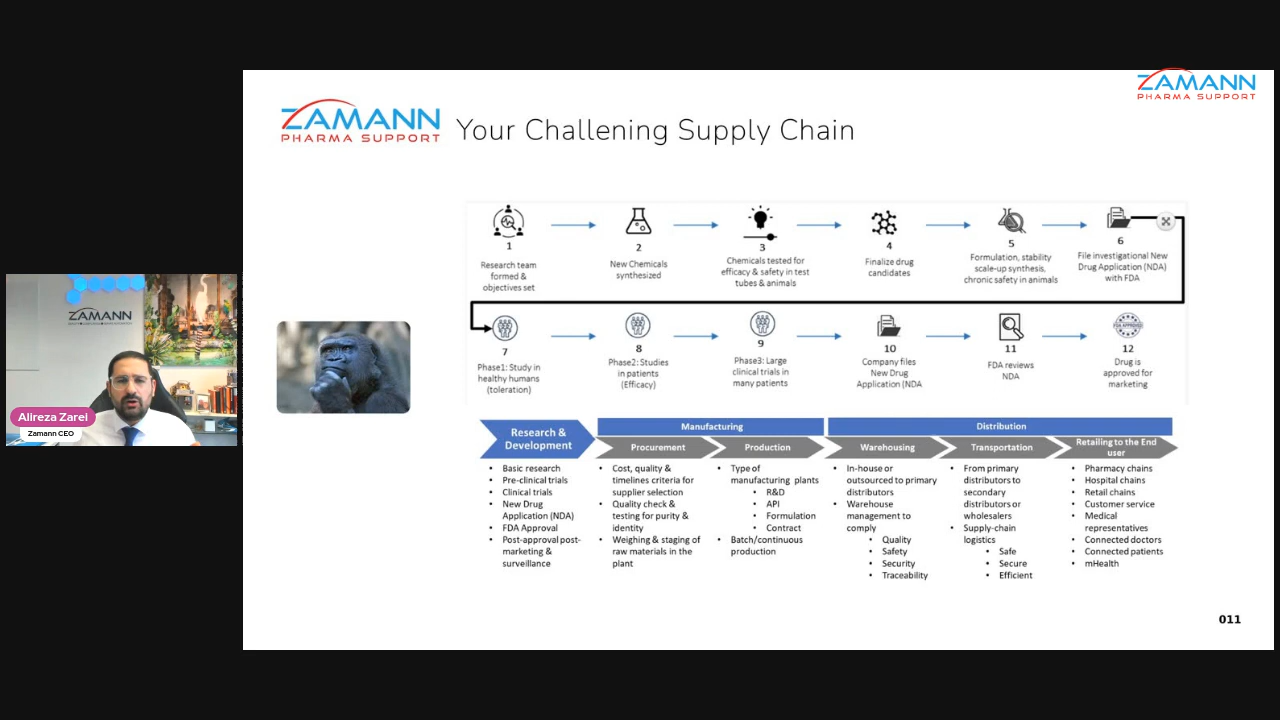 ZAMANN
PHARMA SUPPORT
ZAMANN
PHARMA SUPPORT
Your Challening Supply Chain
1
Research team
formed &
objectives set
2
New Chemicals
synthesized
3
Chemicals tested for
efficacy & safety in test
tubes & animals
4
Finalize drug
candidates
5
Formulation, stability
scale-up synthesis,
chronic safety in animals
6
File investigational New
Drug Application (NDA)
with FDA
7
Phase1: Study in
healthy humans
(toleration)
8
Phase2: Studies
in patients
(Efficacy)
9
Phase3: Large
clinical trials in
many patients
10
Company files
New Drug
Application (NDA
11
FDA reviews
NDA
FDA APPROVED
12
Drug is
approved for
marketing
ZAMANN
Alireza Zarei
Zamann CEO
Research &
Development
Manufacturing
Distribution
Procurement
Production
Warehousing
Transportation
Retailing to the End
user
• Basic research
• Pre-clinical trials
• Clinical trials
• New Drug
Application (NDA)
• FDA Approval
• Post-approval post-
marketing &
surveillance
• Cost, quality &
timelines criteria for
supplier selection
• Quality check &
testing for purity &
identity
• Weighing & staging of
raw materials in the
plant
• Type of
manufacturing plants
• R&D
• API
• Formulation
• Contract
• Batch/continuous
production
• In-house or
outsourced to primary
distributors
• Warehouse
management to
comply
• Quality
• Safety
• Security
• Traceability
• From primary
distributors to
secondary
distributors or
wholesalers
• Supply-chain
logistics
• Safe
• Secure
• Efficient
• Pharmacy chains
• Hospital chains
• Retail chains
• Customer service
• Medical
representatives
• Connected doctors
• Connected patients
• mHealth
011